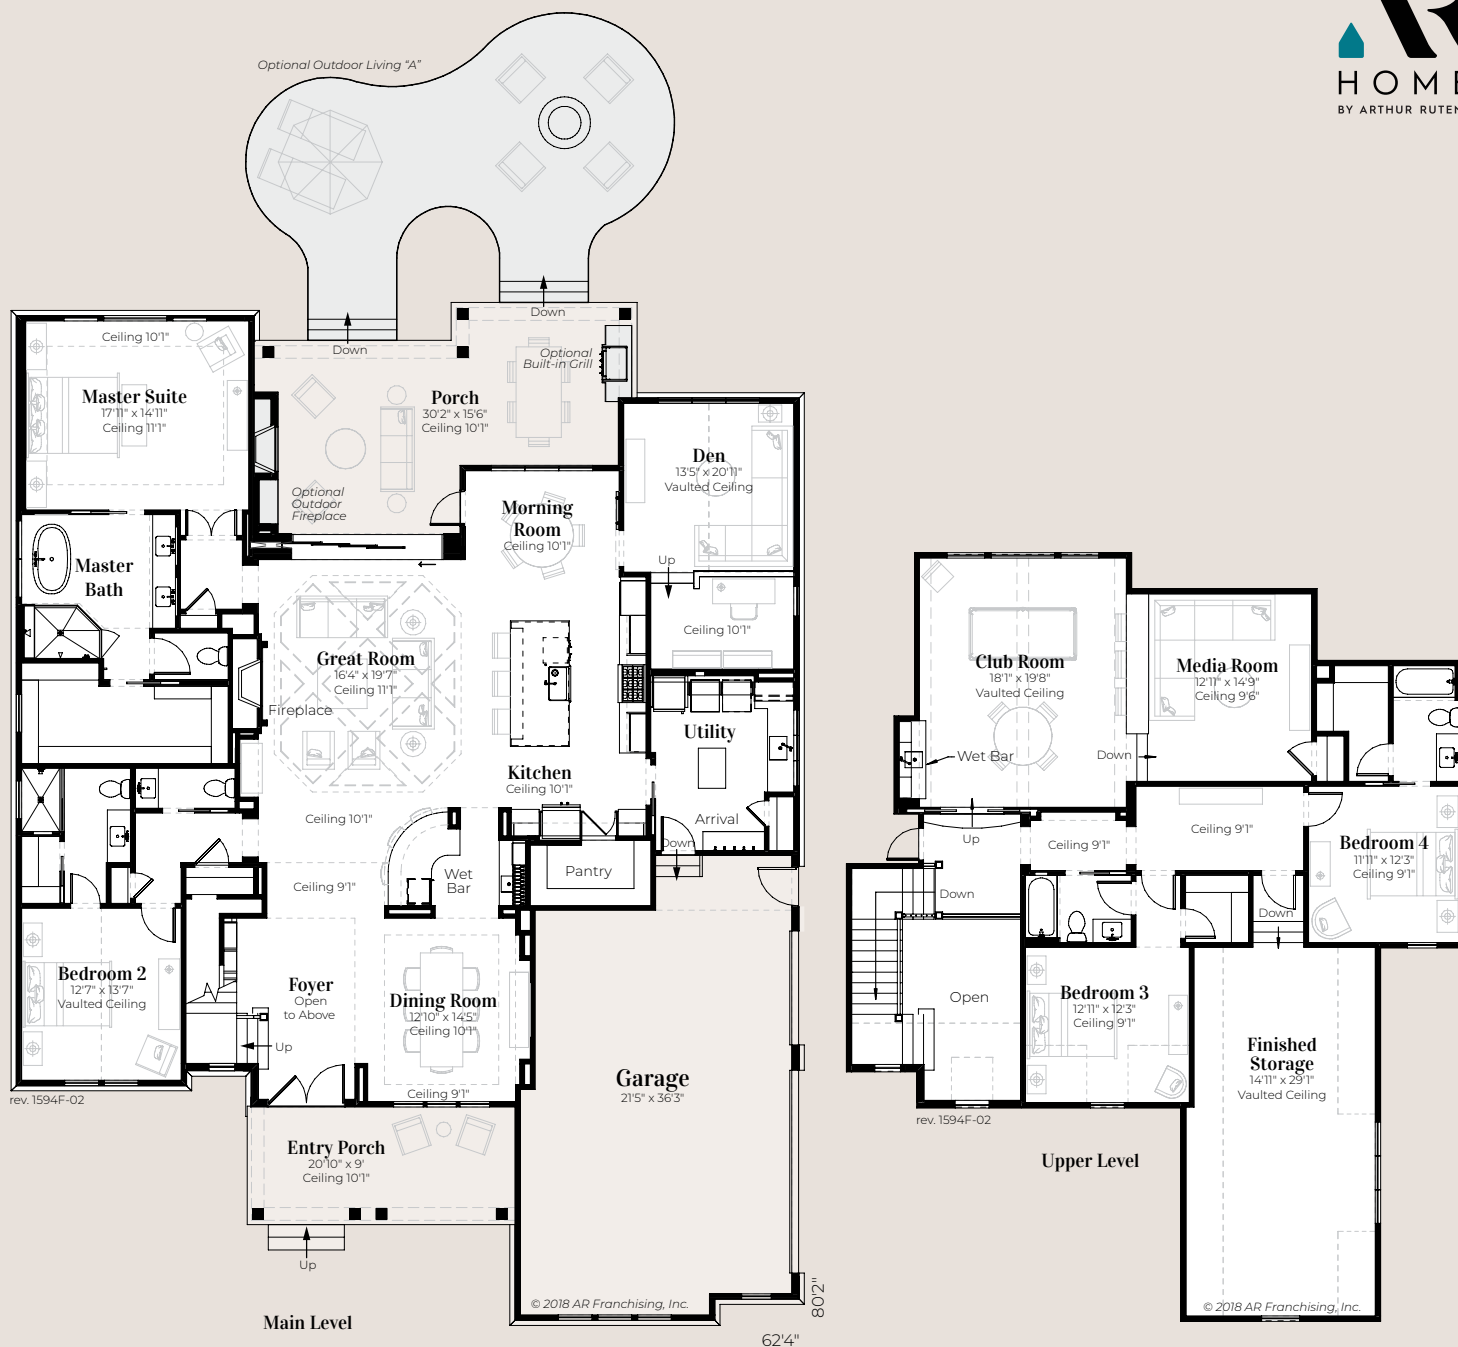 HOME
BY ARTHUR RUTEN
Optional Outdoor Living "A"
Down
Down
Ceiling 10'1"
Master Suite
17'11" x 14'11"
Ceiling 11'1"
Porch
30'2" x 15'6"
Ceiling 10'1"
Optional
Built-in Grill
Optional
Outdoor
Fireplace
Den
13'5" x 20'11"
Vaulted Ceiling
Morning
Room
Ceiling 10'1"
Up
Ceiling 10'1"
Master
Bath
Great Room
16'4" x 19'7"
Ceiling 11'1"
Fireplace
Kitchen
Ceiling 10'1"
Utility
Arrival
Down
Ceiling 10'1"
Ceiling 9'1"
Wet
Bar
Pantry
Bedroom 2
12'7" x 13'7"
Vaulted Ceiling
Foyer
Open
to Above
Up
Dining Room
12'10" x 14'5"
Ceiling 10'1"
Ceiling 9'1"
Garage
21'5" x 36'3"
rev. 1594F-02
Entry Porch
20'10" x 9'
Ceiling 10'1"
Up
© 2018 AR Franchising, Inc.
Main Level
80'2"
62'4"
Club Room
18'1" x 19'8"
Vaulted Ceiling
Wet Bar
Media Room
12'11" x 14'9"
Ceiling 9'6"
Down
Up
Ceiling 9'1"
Ceiling 9'1"
Bedroom 4
11'11" x 12'3"
Ceiling 9'1"
Down
Down
Open
Bedroom 3
12'11" x 12'3"
Ceiling 9'1"
Finished
Storage
14'11" x 29'1"
Vaulted Ceiling
rev. 1594F-02
Upper Level
© 2018 AR Franchising, Inc.